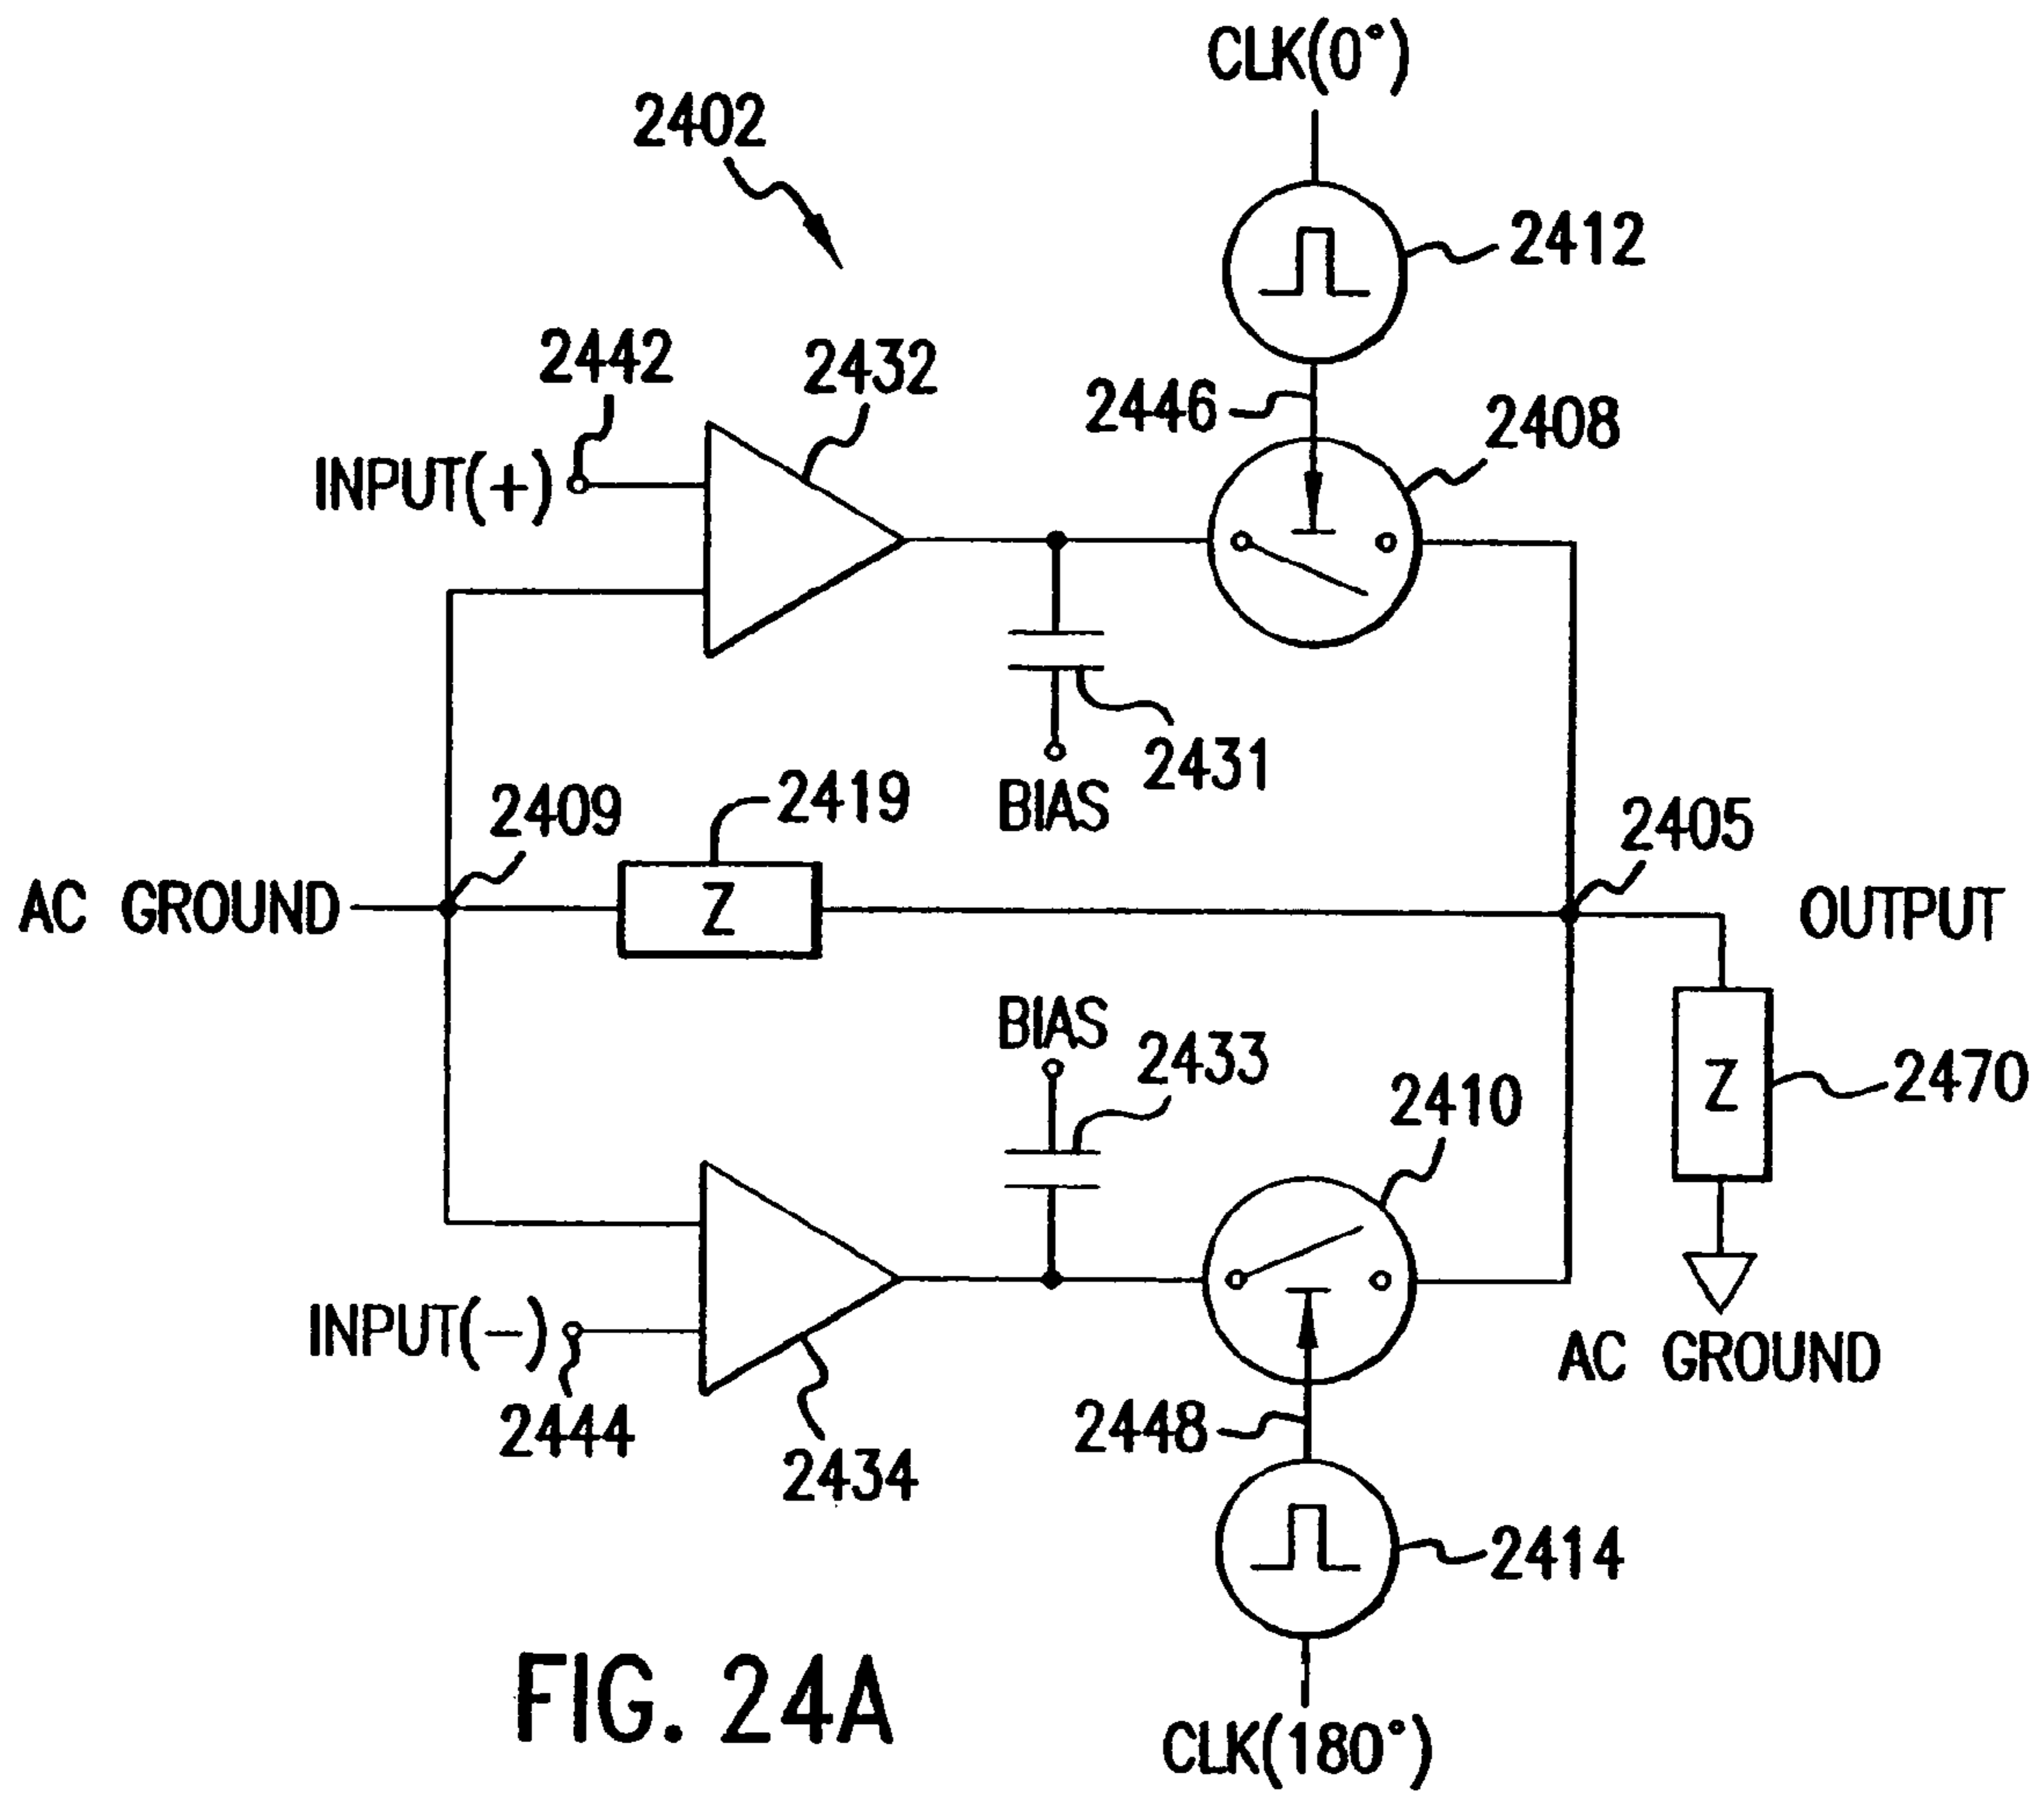 CLK(0°)
2402
2412
2442
2432
2446
2408
INPUT(+)
2431
BIAS
2409
2419
2405
AC GROUND
Z
OUTPUT
BIAS
2433
2410
Z
2470
INPUT(-)
AC GROUND
2444
2434
2448
2414
FIG. 24A
CLK(180°)